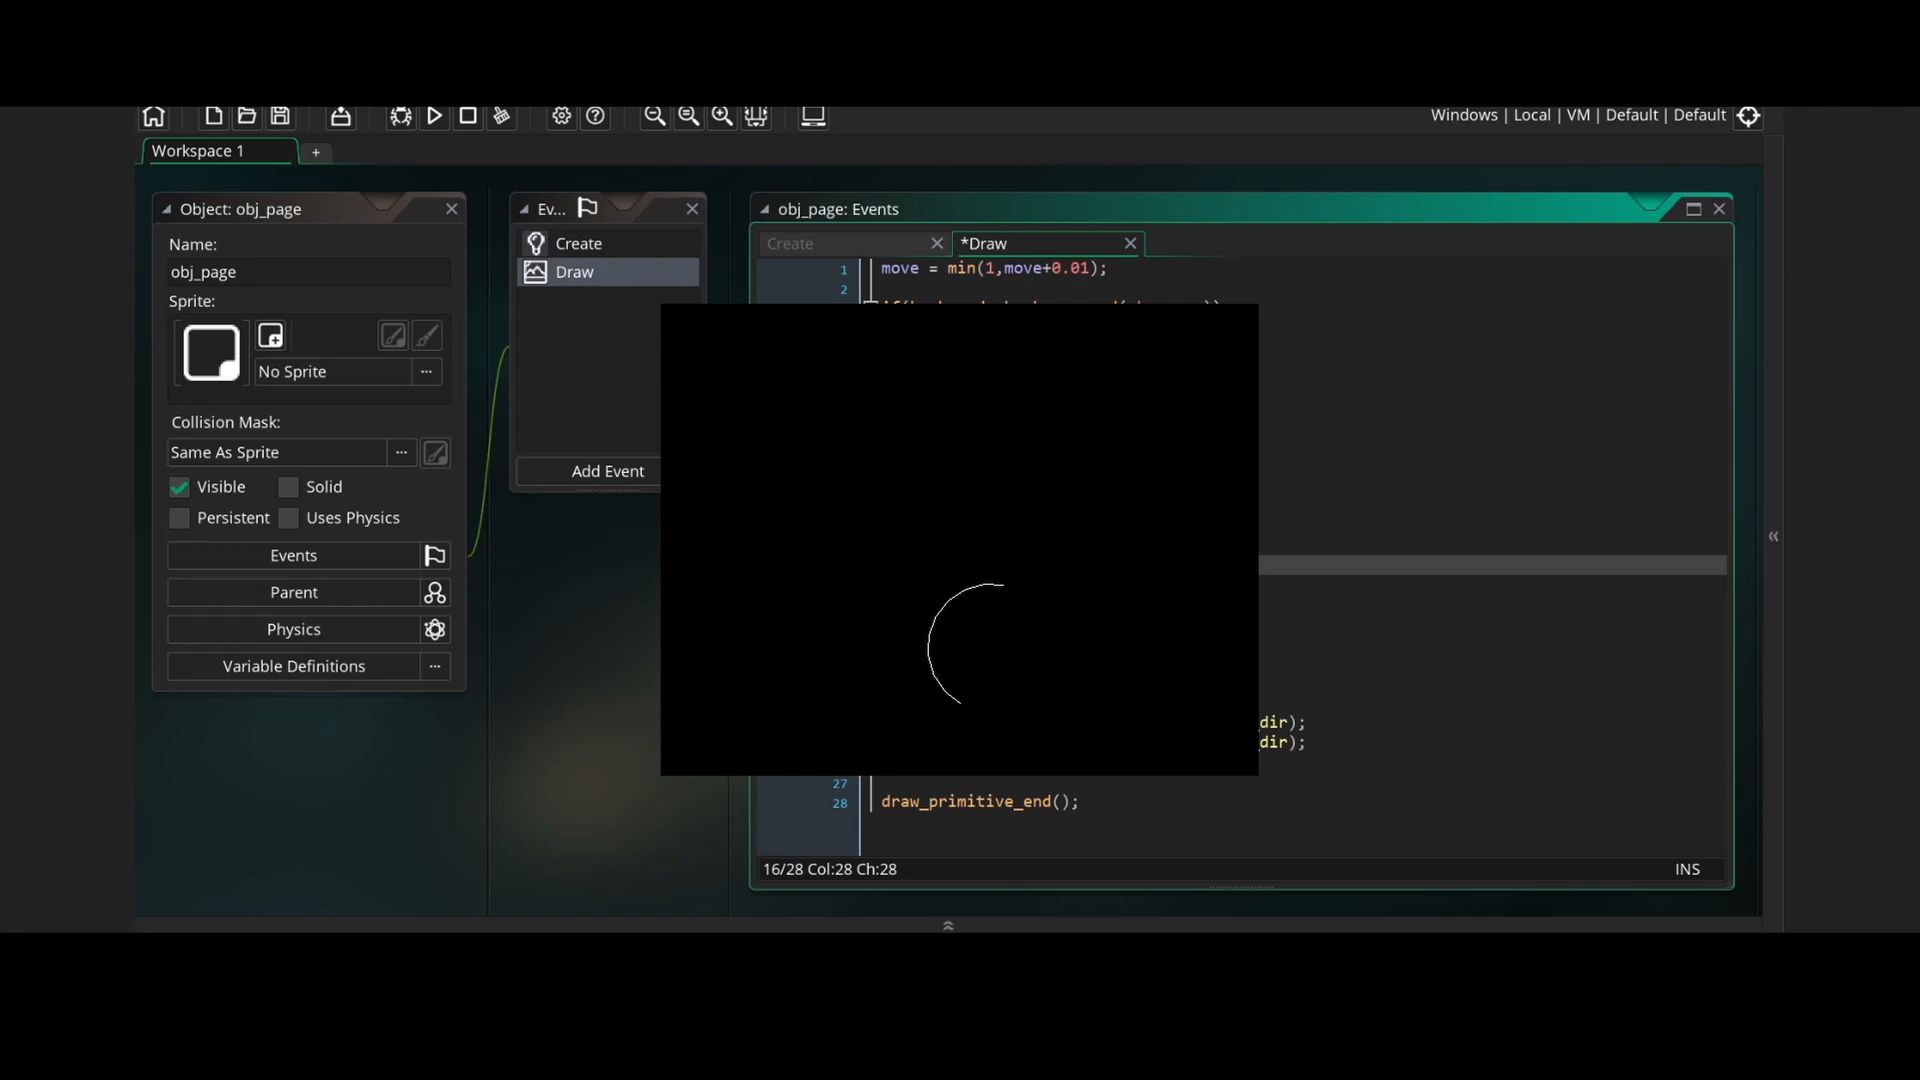 Windows | Local | VM | Default | Default
Workspace 1
+
Object: obj_page
Name:
obj_page
Sprite:
No Sprite
Collision Mask:
Same As Sprite
Visible
Solid
Persistent
Uses Physics
Events
Parent
Physics
Variable Definitions
Ev...
Create
Draw
Add Event
obj_page: Events
Create
*Draw
1 move = min(1,move+0.01);
2
dir);
dir);
27
28 draw_primitive_end();
16/28 Col:28 Ch:28
INS